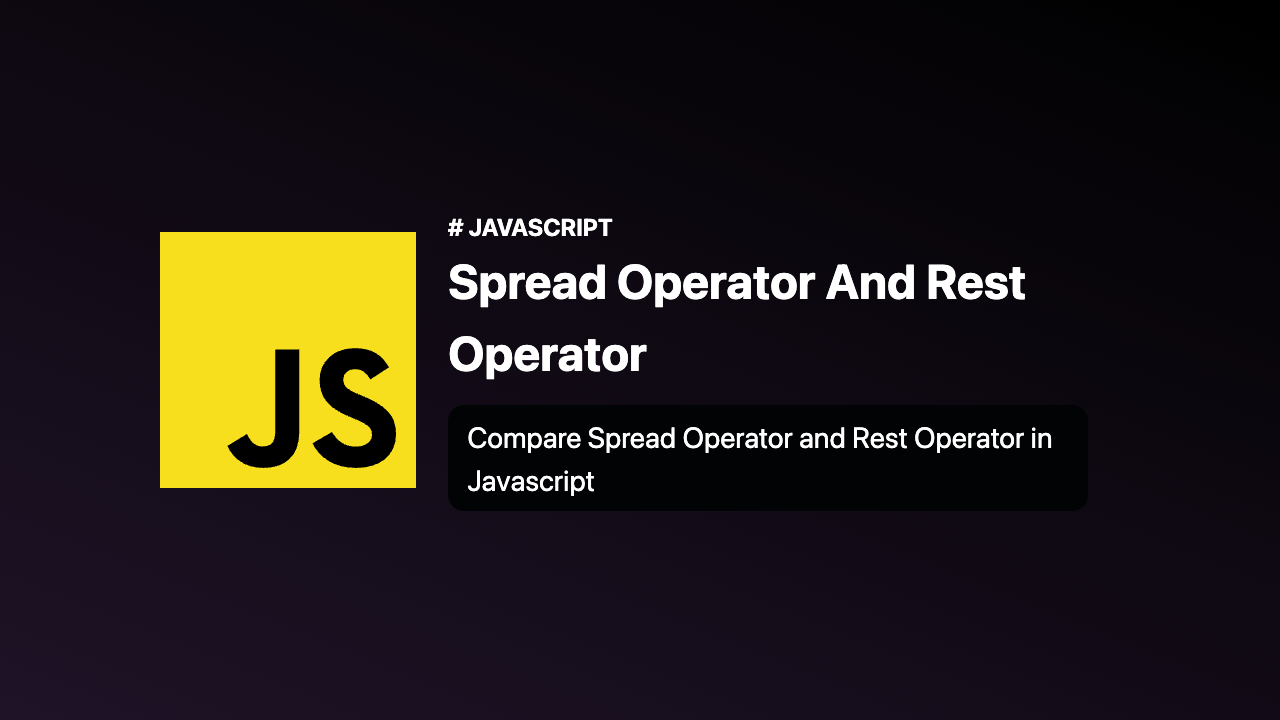 JS
# JAVASCRIPT
Spread Operator And Rest
Operator
Compare Spread Operator and Rest Operator in
Javascript